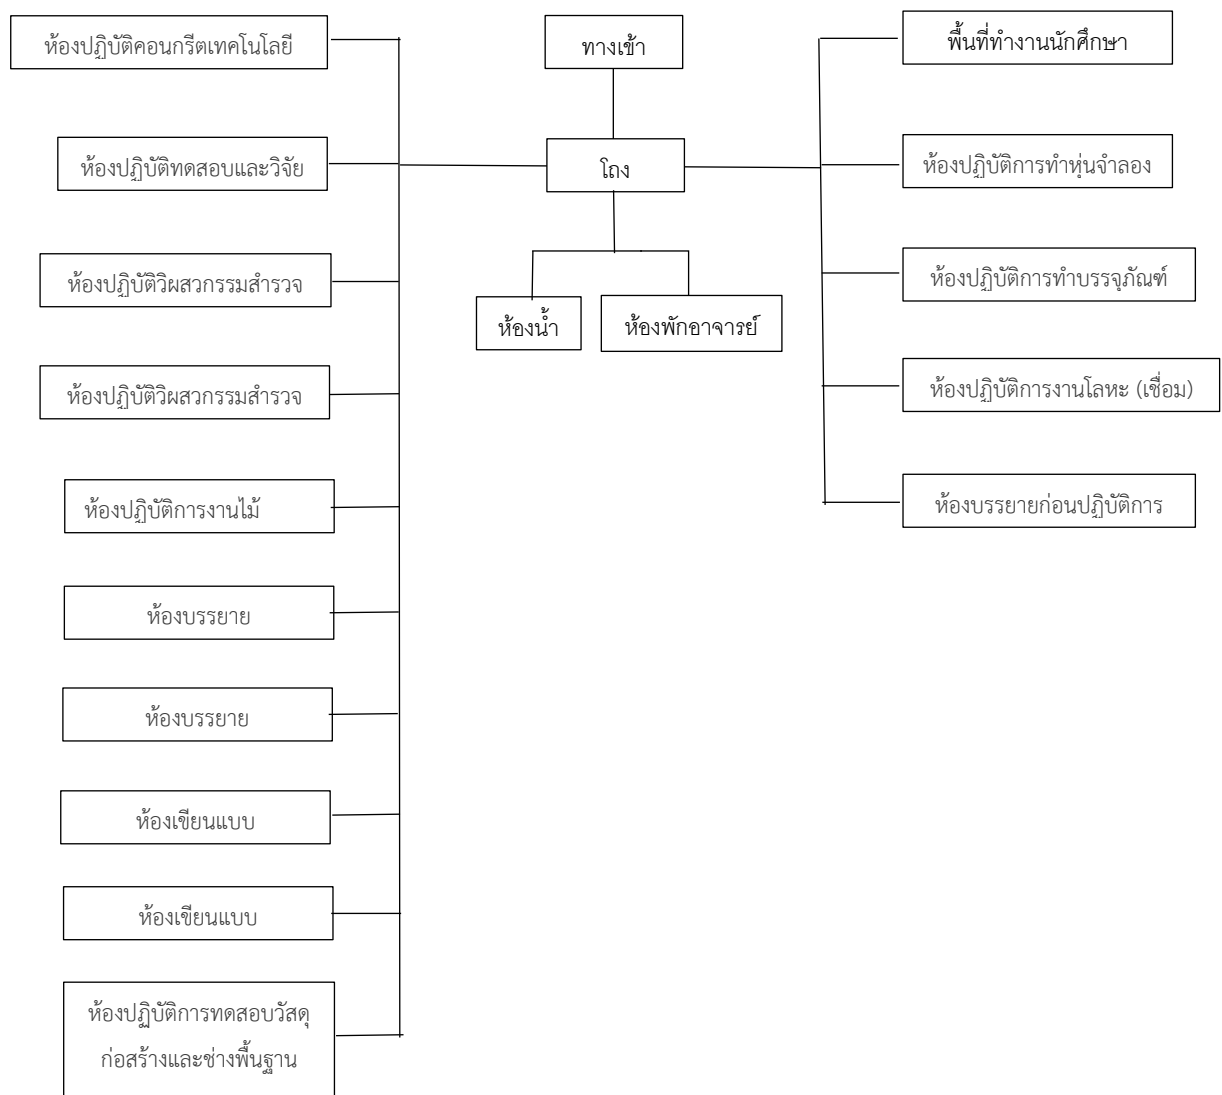 ห้องปฏิบัติคอนกรีตเทคโนโลยี
ทางเข้า
พื้นที่ทำงานนักศึกษา
ห้องปฏิบัติทดสอบและวิจัย
โถง
ห้องปฏิบัติการทำหุ่นจำลอง
ห้องปฏิบัติวิผสวกรรมสำรวจ
ห้องน้ำ
ห้องพักอาจารย์
ห้องปฏิบัติการทำบรรจุภัณฑ์
ห้องปฏิบัติวิผสวกรรมสำรวจ
ห้องปฏิบัติการงานโลหะ (เชื่อม)
ห้องปฏิบัติการงานไม้
ห้องบรรยายก่อนปฏิบัติการ
ห้องบรรยาย
ห้องบรรยาย
ห้องเขียนแบบ
ห้องเขียนแบบ
ห้องปฏิบัติการทดสอบวัสดุ
ก่อสร้างและช่างพื้นฐาน